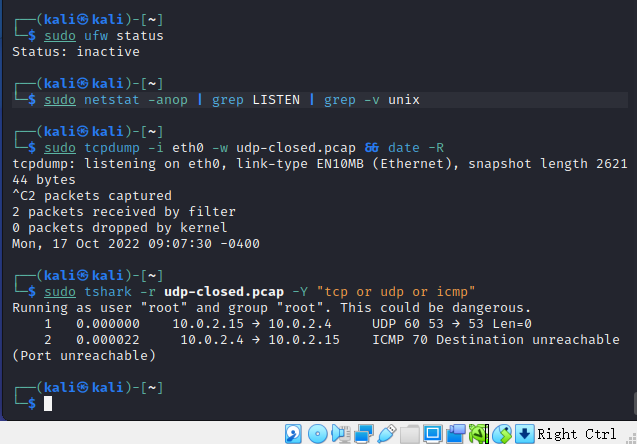 ┌──(kali㉿kali)-[~]
└─$ sudo ufw status
Status: inactive
┌──(kali㉿kali)-[~]
└─$ sudo netstat -anop | grep LISTEN | grep -v unix
┌──(kali㉿kali)-[~]
└─$ sudo tcpdump -i eth0 -w udp-closed.pcap && date -R
tcpdump: listening on eth0, link-type EN10MB (Ethernet), snapshot length 2621
44 bytes
^C2 packets captured
2 packets received by filter
0 packets dropped by kernel
Mon, 17 Oct 2022 09:07:30 -0400
┌──(kali㉿kali)-[~]
└─$ sudo tshark -r udp-closed.pcap -Y "tcp or udp or icmp"
Running as user "root" and group "root". This could be dangerous.
    1   0.000000    10.0.2.15 → 10.0.2.4     UDP 60 53 → 53 Len=0
    2   0.000022     10.0.2.4 → 10.0.2.15    ICMP 70 Destination unreachable
(Port unreachable)
┌──(kali㉿kali)-[~]
└─$
Right Ctrl